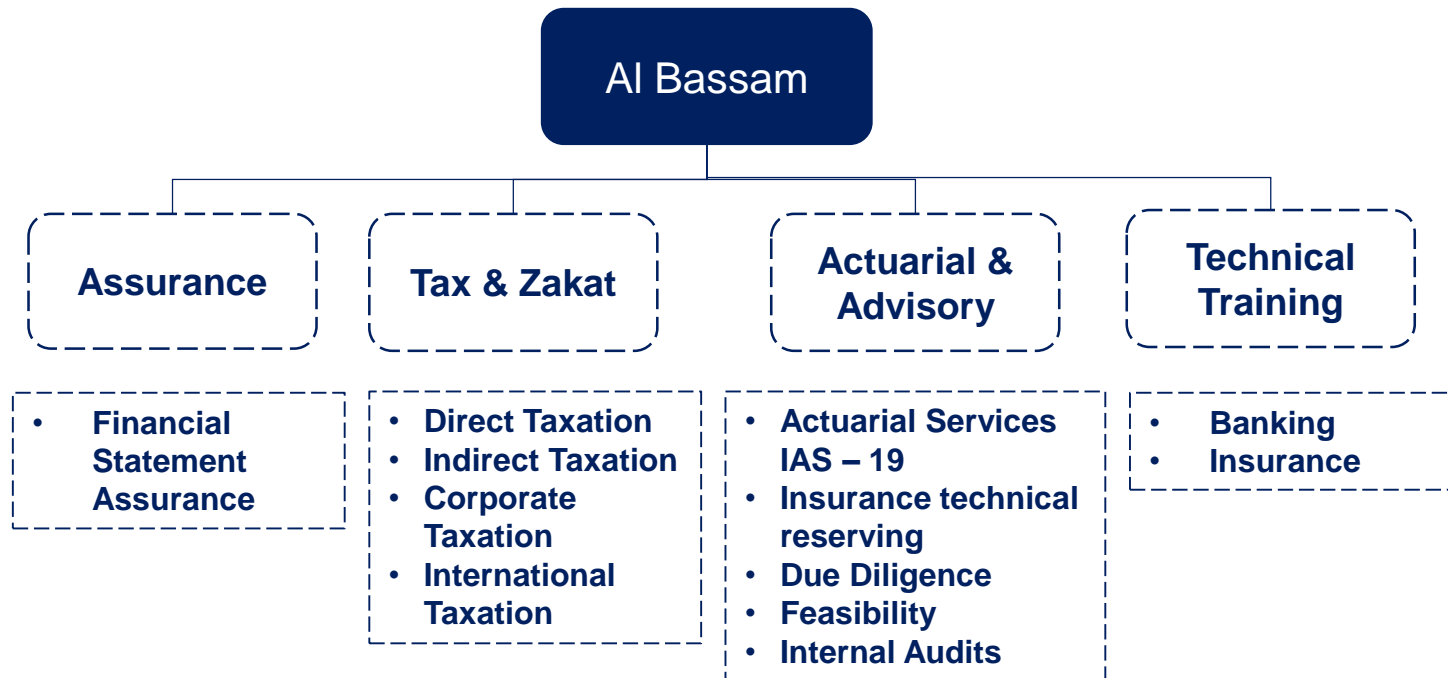 Al Bassam
Assurance
Tax & Zakat
Actuarial &
Advisory
Technical
Training
• Financial
Statement
Assurance
• Direct Taxation
• Indirect Taxation
• Corporate
Taxation
• International
Taxation
• Actuarial Services
IAS – 19
• Insurance technical
reserving
• Due Diligence
• Feasibility
• Internal Audits
• Banking
• Insurance